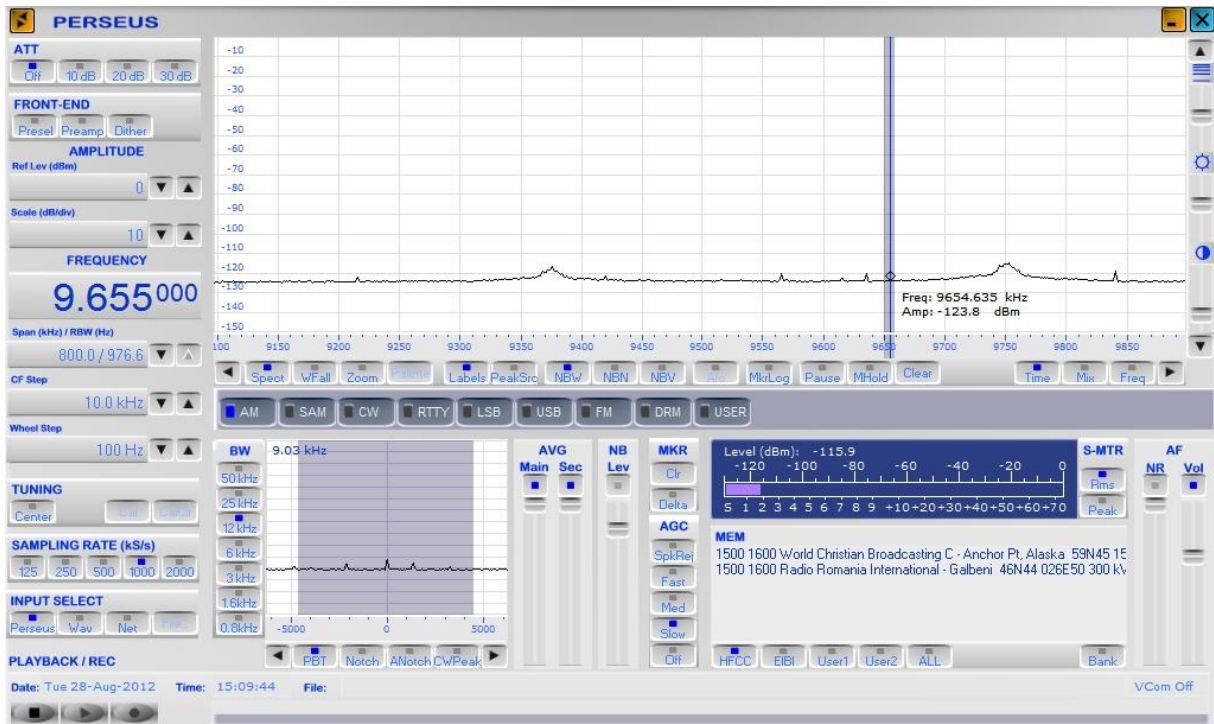 PERSEUS
ATT
Off 10 dB 20 dB 30 dB
FRONT-END
Presel Preamp Dither
AMPLITUDE
Ref Lev (dBm)
0
Scale (dB/div)
10
FREQUENCY
9.655000
Span (kHz) / RBW (Hz)
800.0 / 976.6
CF Step
10.0 kHz
Wheel Step
100 Hz
TUNING
Center
SAMPLING RATE (kS/s)
125 250 500 1000 2000
INPUT SELECT
Perseus Wav Net
PLAYBACK / REC
-10
-20
-30
-40
-50
-60
-70
-80
-90
-100
-110
-120
-130
-140
-150
Freq: 9654.635 kHz
Amp: -123.8 dBm
100 9150 9200 9250 9300 9350 9400 9450 9500 9550 9600 9650 9700 9750 9800 9850
Spect WFall Zoom Palette Labels PeakSrc NBW NBN NBV MkrLog Pause MHold Clear Time Mix Freq
AM SAM CW RTTY LSB USB FM DRM USER
BW
50 kHz
25 kHz
12 kHz
6 kHz
3 kHz
1.6kHz
0.8kHz
9.03 kHz
-5000 0 5000
PBT Notch ANotch CWPeak
AVG
Main Sec
NB
Lev
MKR
Clr
Delta
AGC
SpkRej
Fast
Med
Slow
Off
Level (dBm): -115.9
-120 -100 -80 -60 -40 -20 0
S 1 2 3 4 5 6 7 8 9 +10+20+30+40+50+60+70
S-MTR
Rms
Peak
AF
NR Vol
MEM
1500 1600 World Christian Broadcasting C - Anchor Pt, Alaska 59N45 15
1500 1600 Radio Romania International - Galbeni 46N44 026E50 300 kW
HFCC EIBI User1 User2 ALL Bank
Date: Tue 28-Aug-2012 Time: 15:09:44 File:
VCom Off